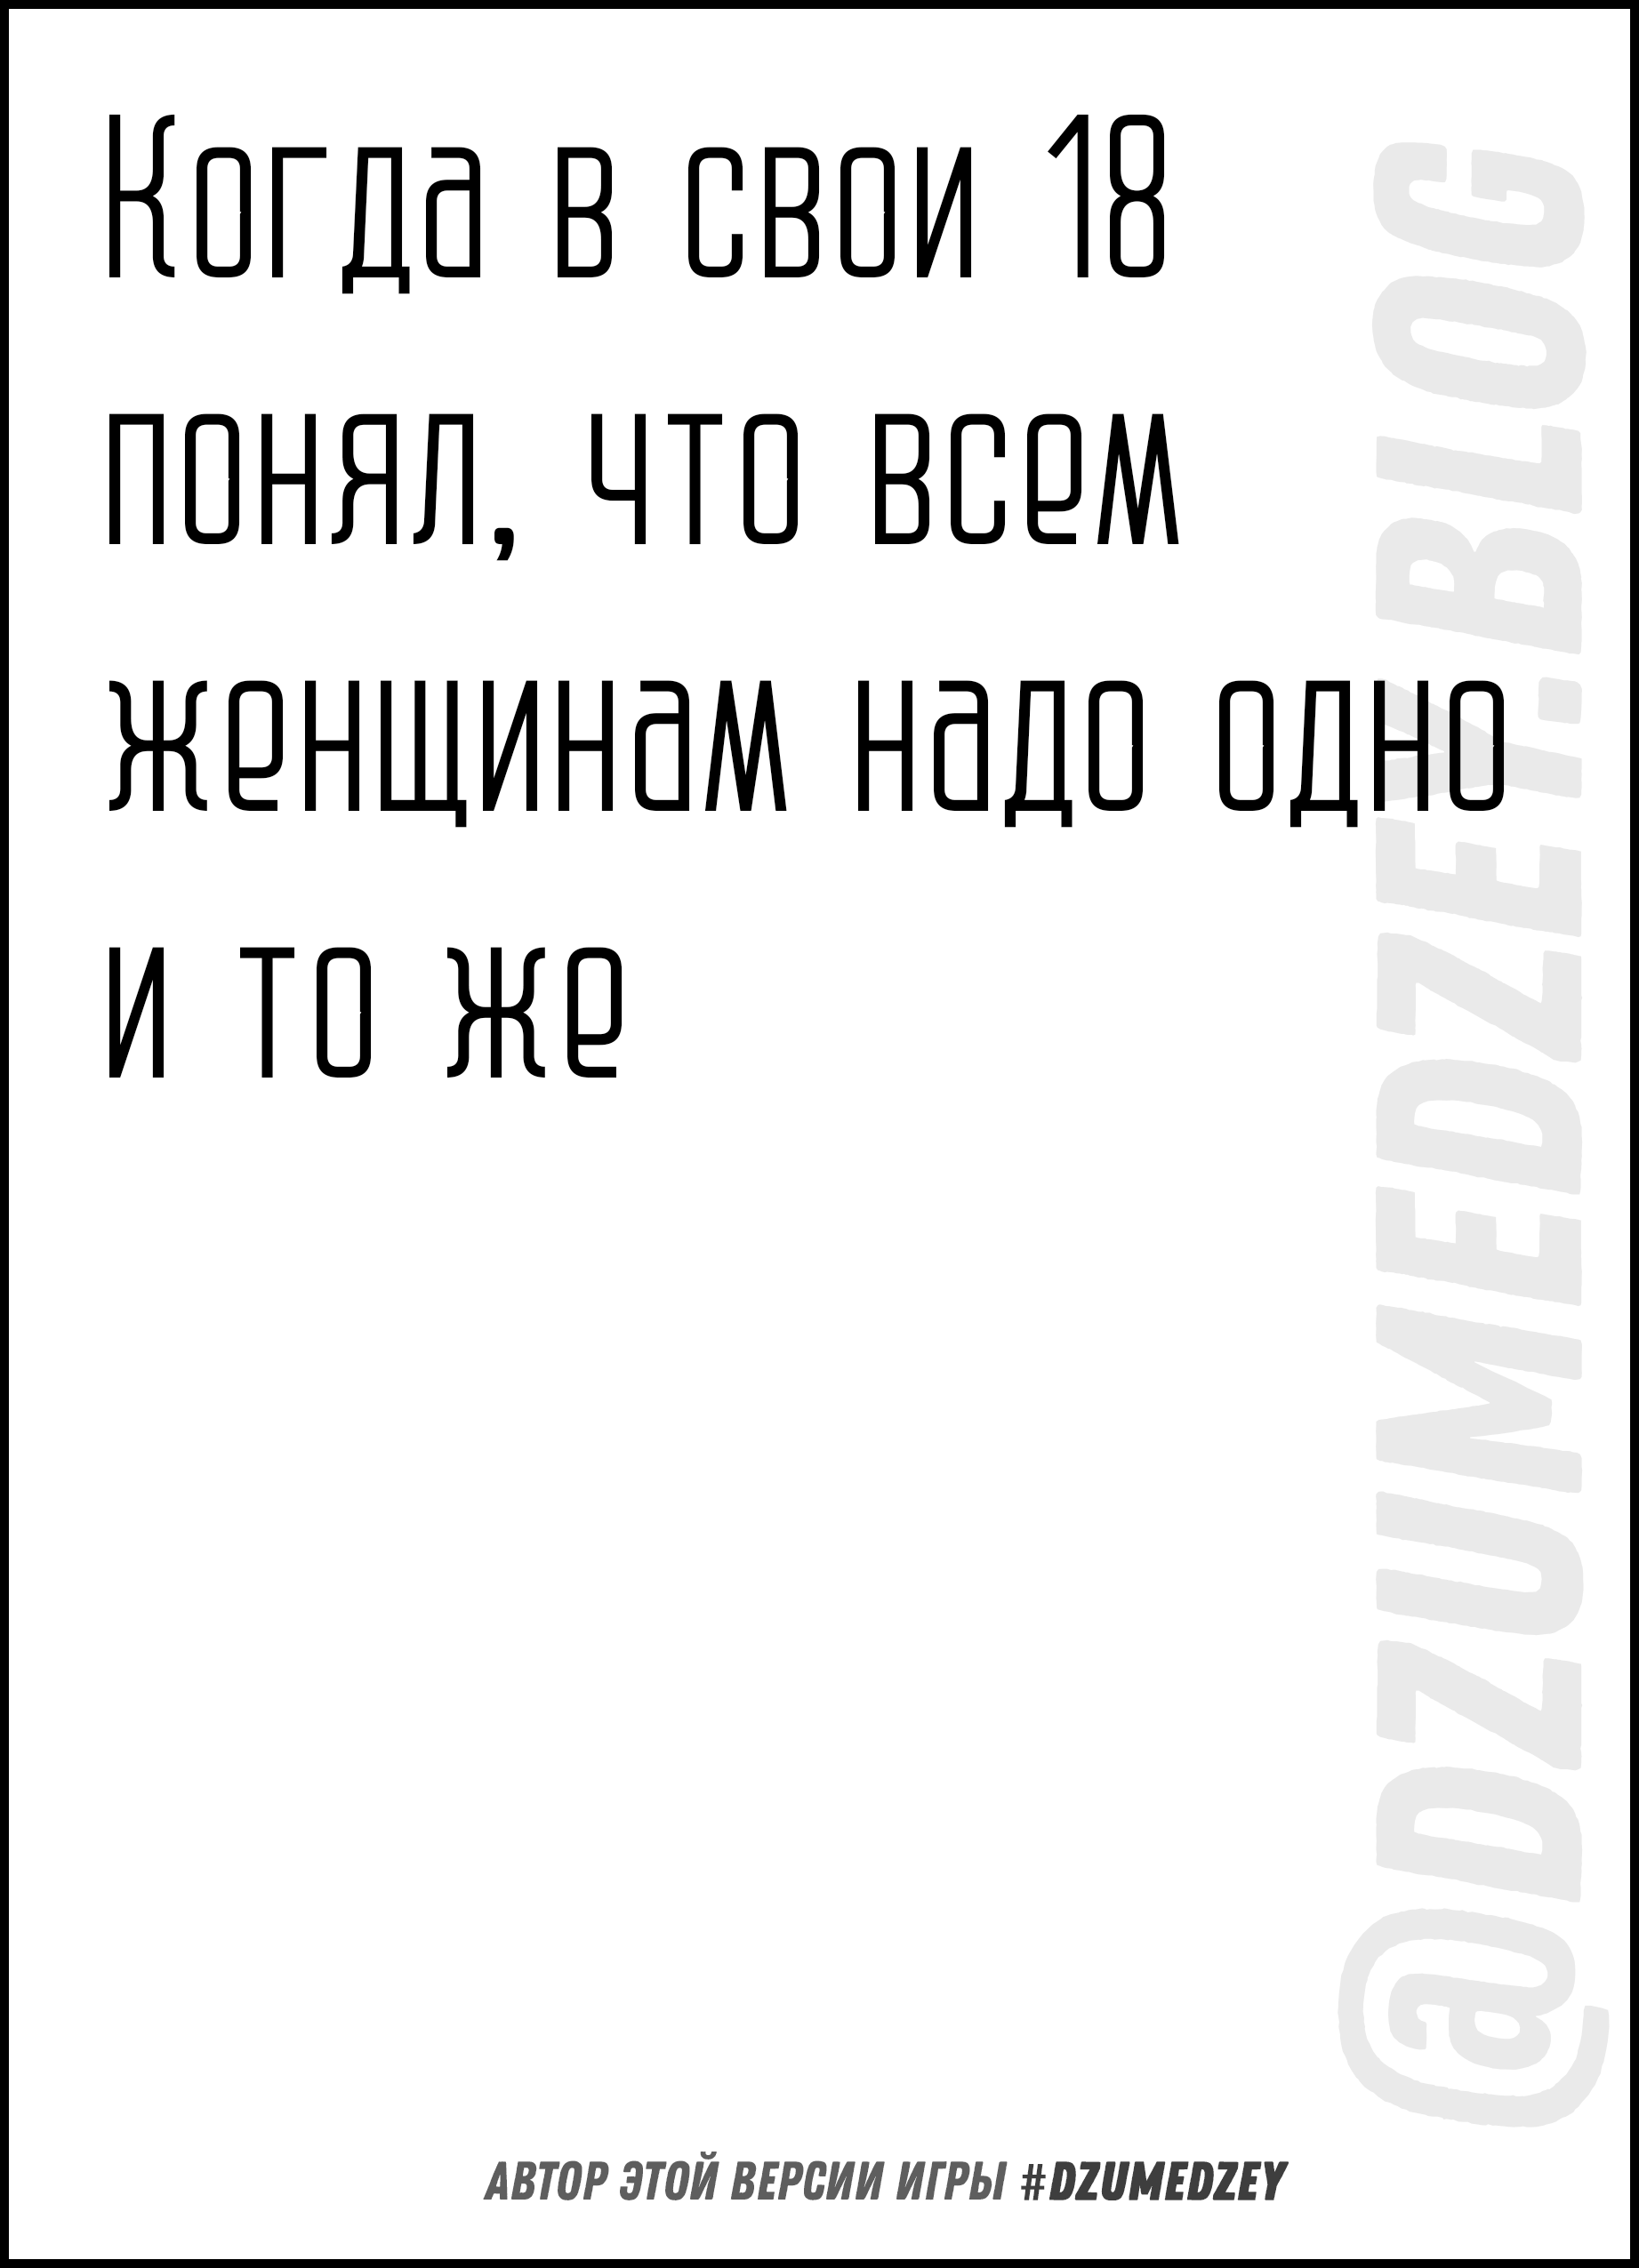 Когда в свои 18
понял, что всем
женщинам надо одно
и то же
@DZUMEDZEY.BLOG
АВТОР ЭТОЙ ВЕРСИИ ИГРЫ #DZUMEDZEY